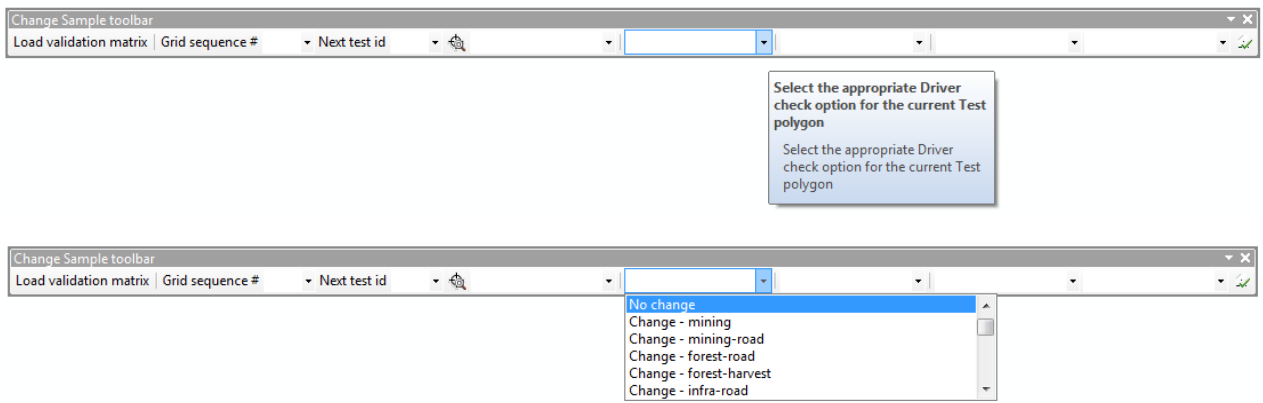 Change Sample toolbar
Load validation matrix Grid sequence # Next test id
Select the appropriate Driver
check option for the current Test
polygon
Select the appropriate Driver
check option for the current Test
polygon
Change Sample toolbar
Load validation matrix Grid sequence # Next test id
No change
Change - mining
Change - mining-road
Change - forest-road
Change - forest-harvest
Change - infra-road